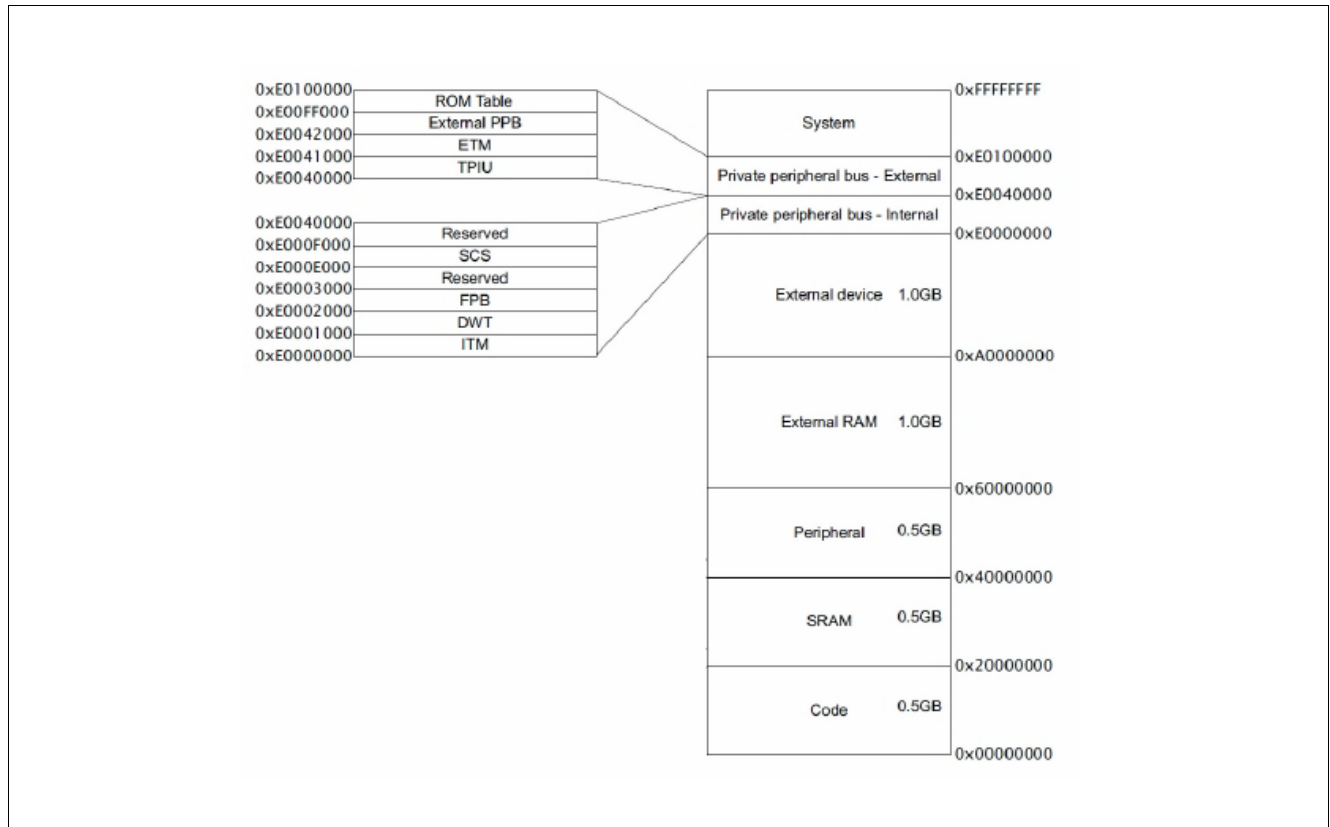 0xE0100000
ROM Table
0xE00FF000
External PPB
0xE0042000
ETM
0xE0041000
TPIU
0xE0040000
0xE0040000
Reserved
0xE000F000
SCS
0xE000E000
Reserved
0xE0003000
FPB
0xE0002000
DWT
0xE0001000
ITM
0xE0000000
0xFFFFFFFF
System
0xE0100000
Private peripheral bus - External
0xE0040000
Private peripheral bus - Internal
0xE0000000
External device 1.0GB
0xA0000000
External RAM 1.0GB
0x60000000
Peripheral 0.5GB
0x40000000
SRAM 0.5GB
0x20000000
Code 0.5GB
0x00000000